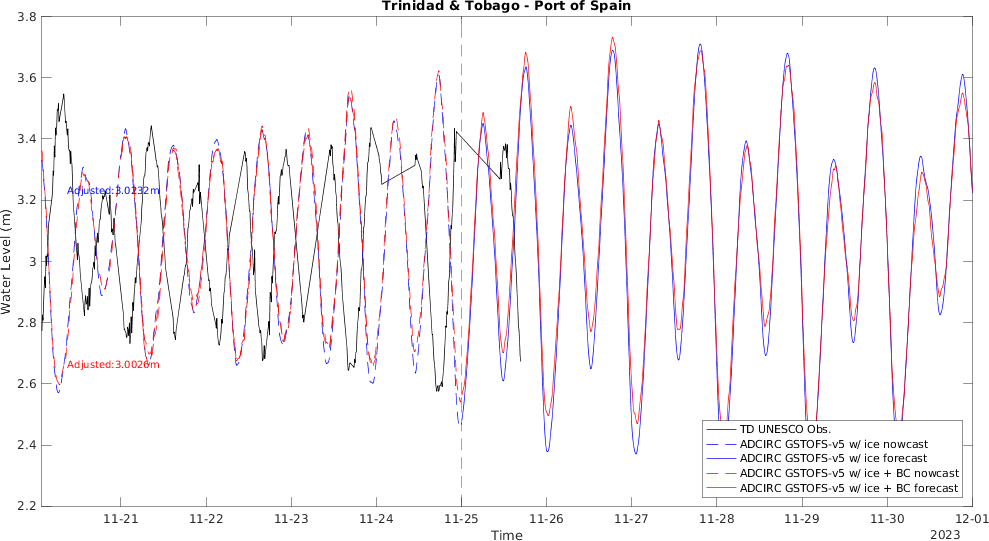 Trinidad & Tobago - Port of Spain
3.8
3.6
3.4
3.2
3
2.8
2.6
2.4
2.2
Water Level (m)
Adjusted:3.0232m
Adjusted:3.0026m
TD UNESCO Obs.
ADCIRC GSTOFS-v5 w/ ice nowcast
ADCIRC GSTOFS-v5 w/ ice forecast
ADCIRC GSTOFS-v5 w/ ice + BC nowcast
ADCIRC GSTOFS-v5 w/ ice + BC forecast
11-21 11-22 11-23 11-24 11-25 11-26 11-27 11-28 11-29 11-30 12-01
Time
2023